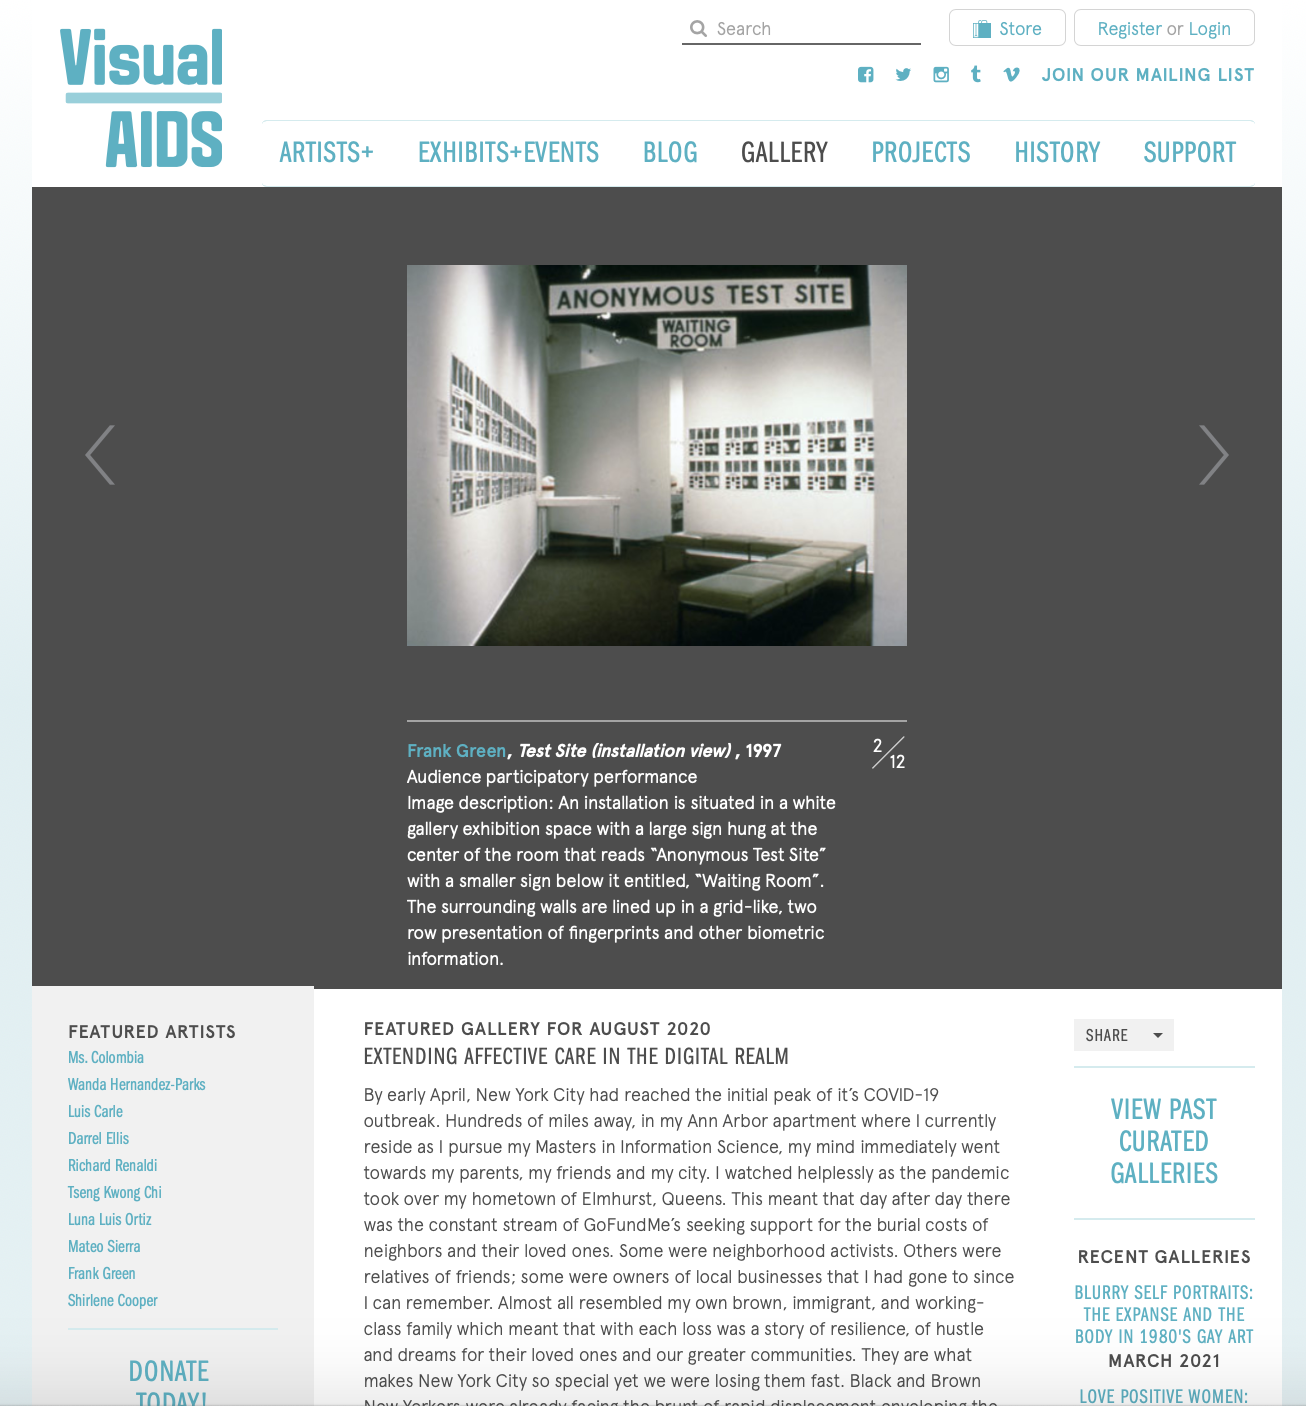 Visual
AIDS
Search
Store
Register or Login
JOIN OUR MAILING LIST
ARTISTS+
EXHIBITS+EVENTS
BLOG
GALLERY
PROJECTS
HISTORY
SUPPORT
ANONYMOUS TEST SITE
WAITING
ROOM
Frank Green, Test Site (installation view) , 1997
2/12
Audience participatory performance
Image description: An installation is situated in a white
gallery exhibition space with a large sign hung at the
center of the room that reads “Anonymous Test Site”
with a smaller sign below it entitled, “Waiting Room”.
The surrounding walls are lined up in a grid-like, two
row presentation of fingerprints and other biometric
information.
FEATURED ARTISTS
Ms. Colombia
Wanda Hernandez-Parks
Luis Carle
Darrel Ellis
Richard Renaldi
Tseng Kwong Chi
Luna Luis Ortiz
Mateo Sierra
Frank Green
Shirlene Cooper
DONATE
TODAY!
FEATURED GALLERY FOR AUGUST 2020
EXTENDING AFFECTIVE CARE IN THE DIGITAL REALM
By early April, New York City had reached the initial peak of it’s COVID-19
outbreak. Hundreds of miles away, in my Ann Arbor apartment where I currently
reside as I pursue my Masters in Information Science, my mind immediately went
towards my parents, my friends and my city. I watched helplessly as the pandemic
took over my hometown of Elmhurst, Queens. This meant that day after day there
was the constant stream of GoFundMe’s seeking support for the burial costs of
neighbors and their loved ones. Some were neighborhood activists. Others were
relatives of friends; some were owners of local businesses that I had gone to since
I can remember. Almost all resembled my own brown, immigrant, and working-
class family which meant that with each loss was a story of resilience, of hustle
and dreams for their loved ones and our greater communities. They are what
makes New York City so special yet we were losing them fast. Black and Brown
New Yorkers were already facing the brunt of rapid displacement enveloping the
SHARE
VIEW PAST
CURATED
GALLERIES
RECENT GALLERIES
BLURRY SELF PORTRAITS:
THE EXPANSE AND THE
BODY IN 1980'S GAY ART
MARCH 2021
LOVE POSITIVE WOMEN: